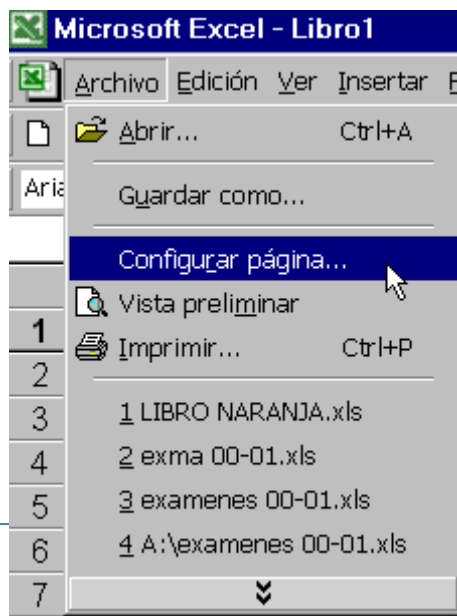 Microsoft Excel - Libro1
Archivo Edición Ver Insertar F
Abrir... Ctrl+A
Aria
Guardar como...
Configurar página...
Vista preliminar
1
Imprimir... Ctrl+P
2
3
1 LIBRO NARANJA.xls
4
2 exma 00-01.xls
5
3 examenes 00-01.xls
6
4 A:\examenes 00-01.xls
7